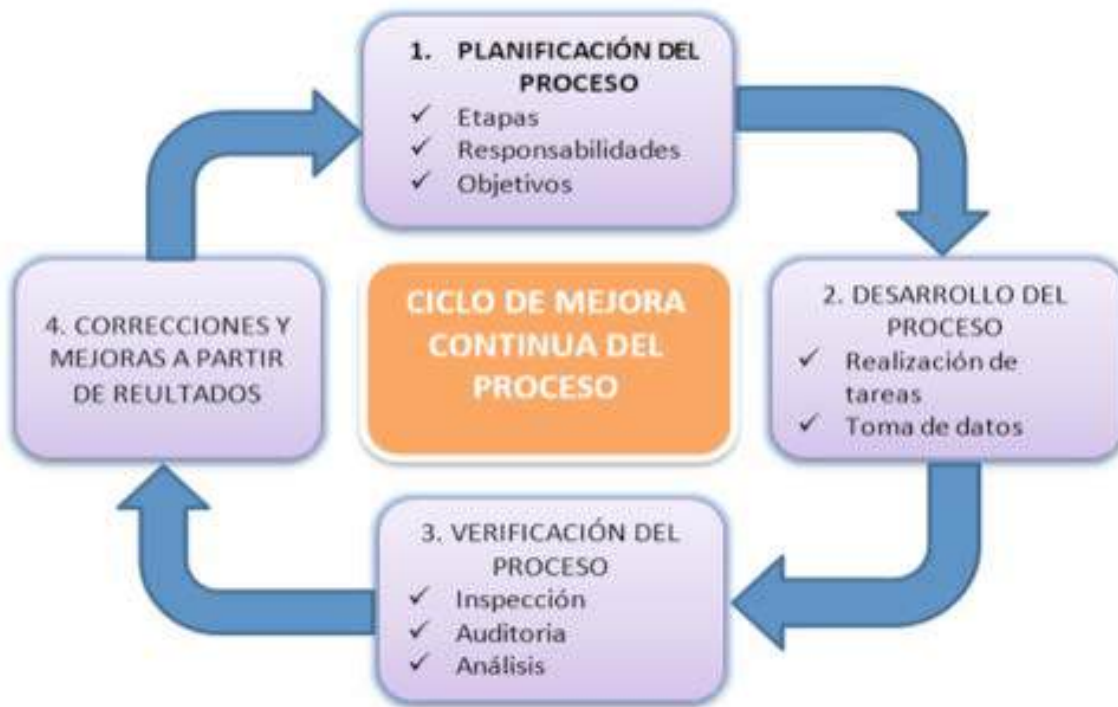 1. PLANIFICACIÓN DEL
PROCESO
✓ Etapas
✓ Responsabilidades
✓ Objetivos
2. DESARROLLO DEL
PROCESO
✓ Realización de
tareas
✓ Toma de datos
3. VERIFICACIÓN DEL
PROCESO
✓ Inspección
✓ Auditoria
✓ Análisis
4. CORRECCIONES Y
MEJORAS A PARTIR
DE REULTADOS
CICLO DE MEJORA
CONTINUA DEL
PROCESO